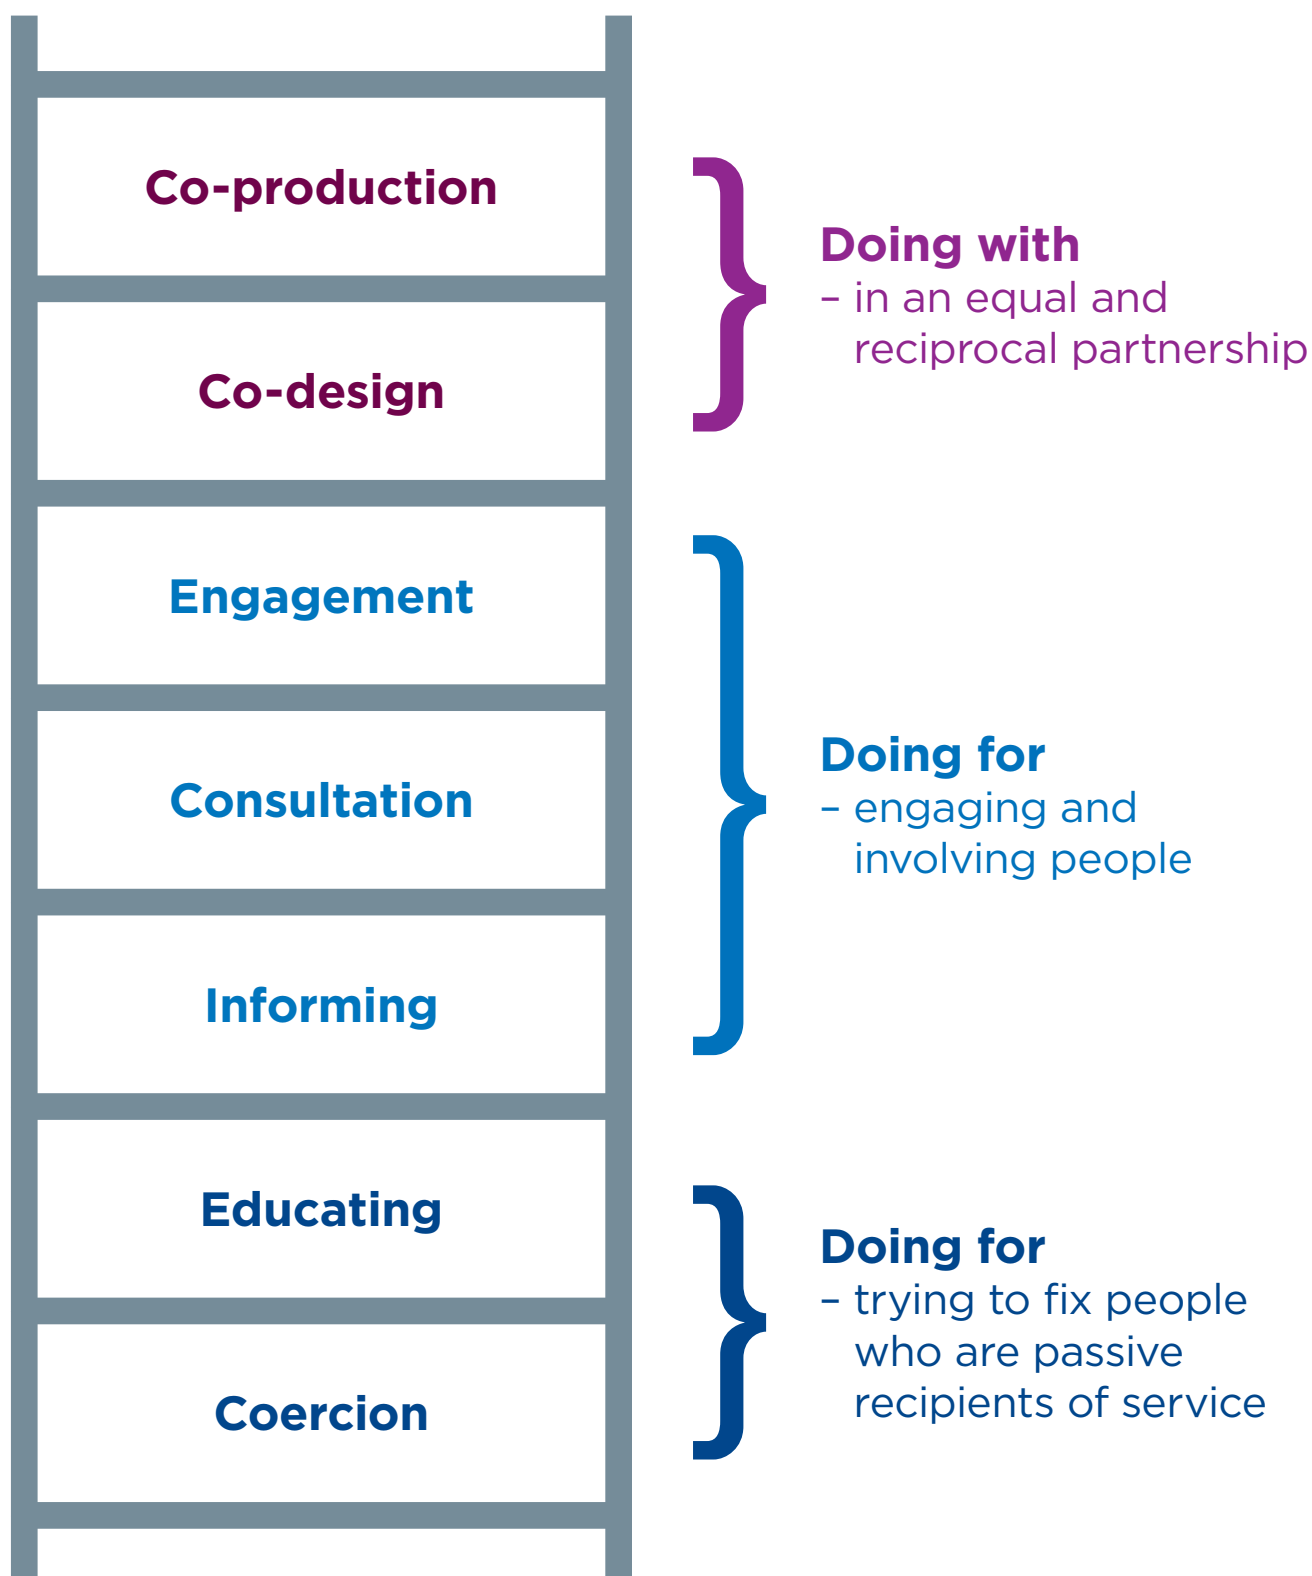 Co-production
Co-design
Doing with
– in an equal and
reciprocal partnership
Engagement
Consultation
Informing
Doing for
– engaging and
involving people
Educating
Coercion
Doing for
– trying to fix people
who are passive
recipients of service